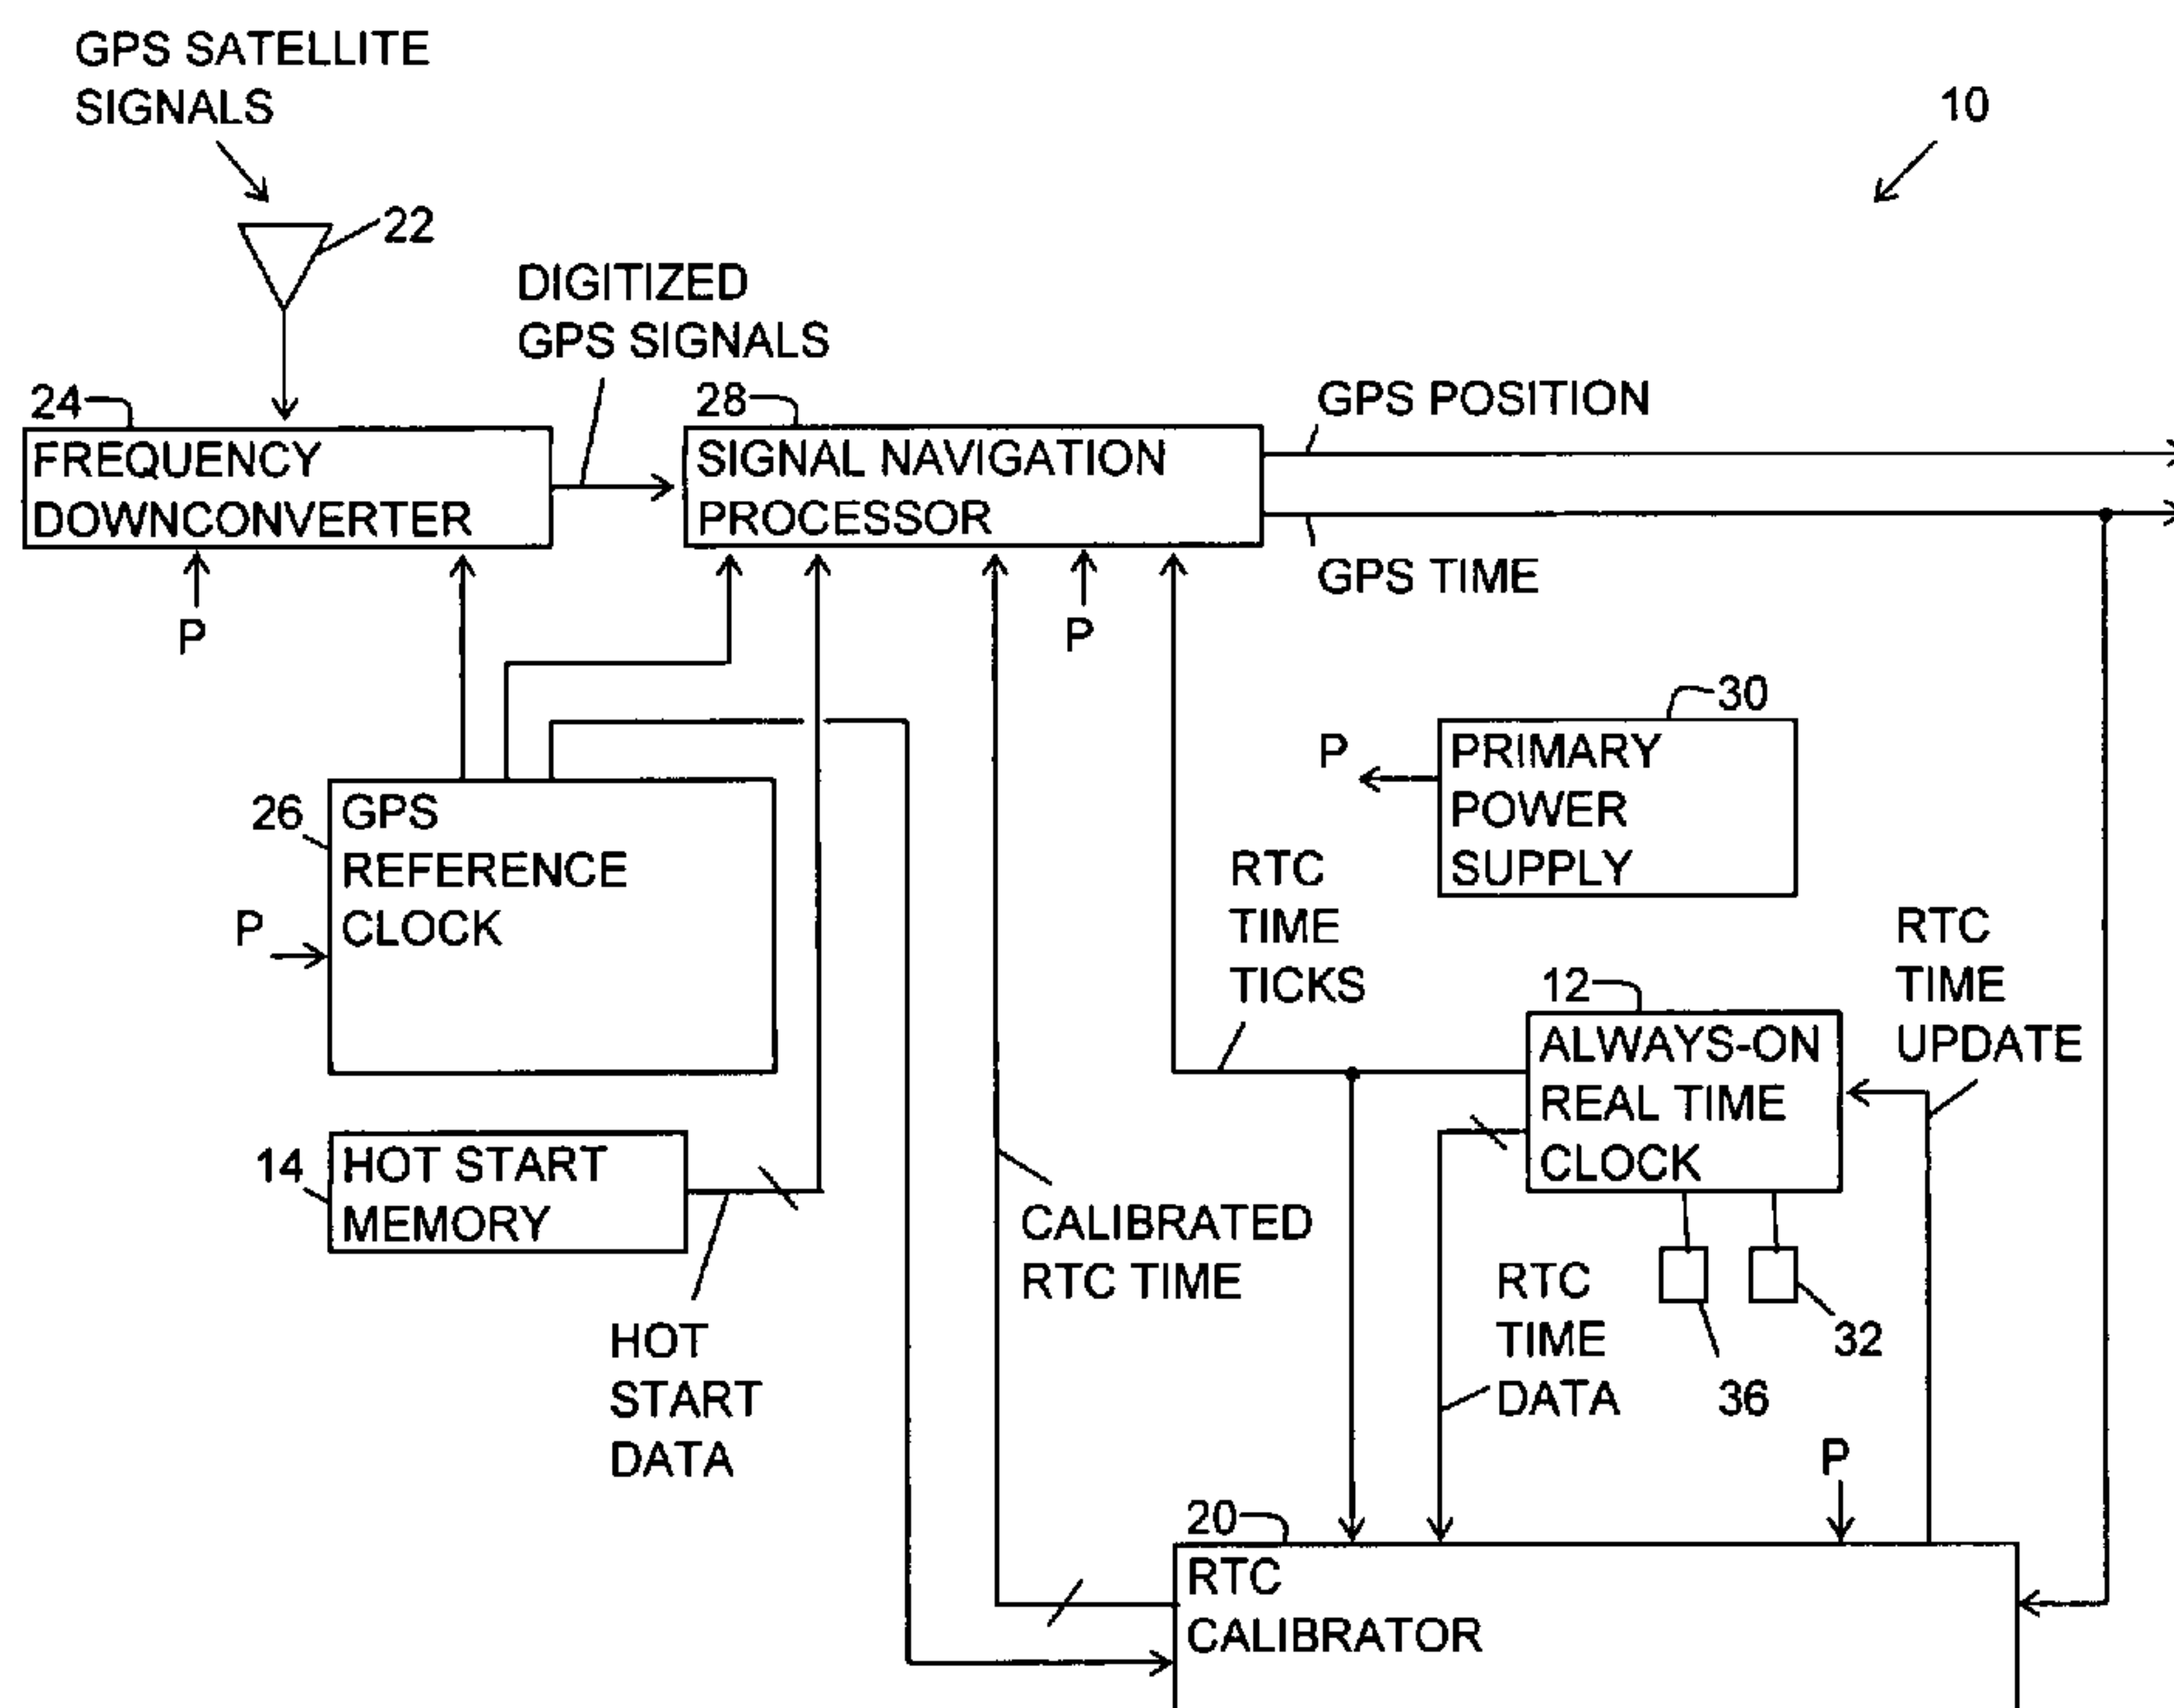 GPS SATELLITE
SIGNALS
10
22
DIGITIZED
GPS SIGNALS
24
28
GPS POSITION
FREQUENCY
DOWNCONVERTER
SIGNAL NAVIGATION
PROCESSOR
GPS TIME
P
P
30
P
PRIMARY
POWER
SUPPLY
26
GPS
REFERENCE
CLOCK
P
RTC
TIME
TICKS
RTC
TIME
UPDATE
12
ALWAYS-ON
REAL TIME
CLOCK
14
HOT START
MEMORY
CALIBRATED
RTC TIME
HOT
START
DATA
RTC
TIME
DATA
36
32
P
20
RTC
CALIBRATOR